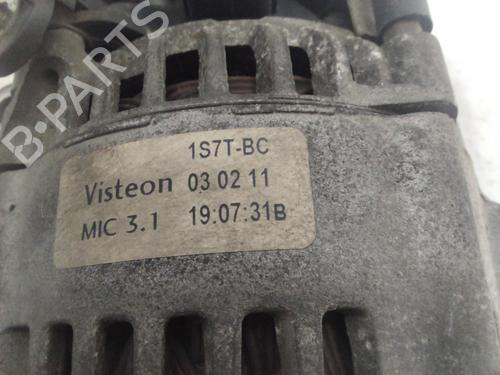 B-PARTS
1S7T-BC
Visteon 03 02 11
MIC 3.1 19:07:31B